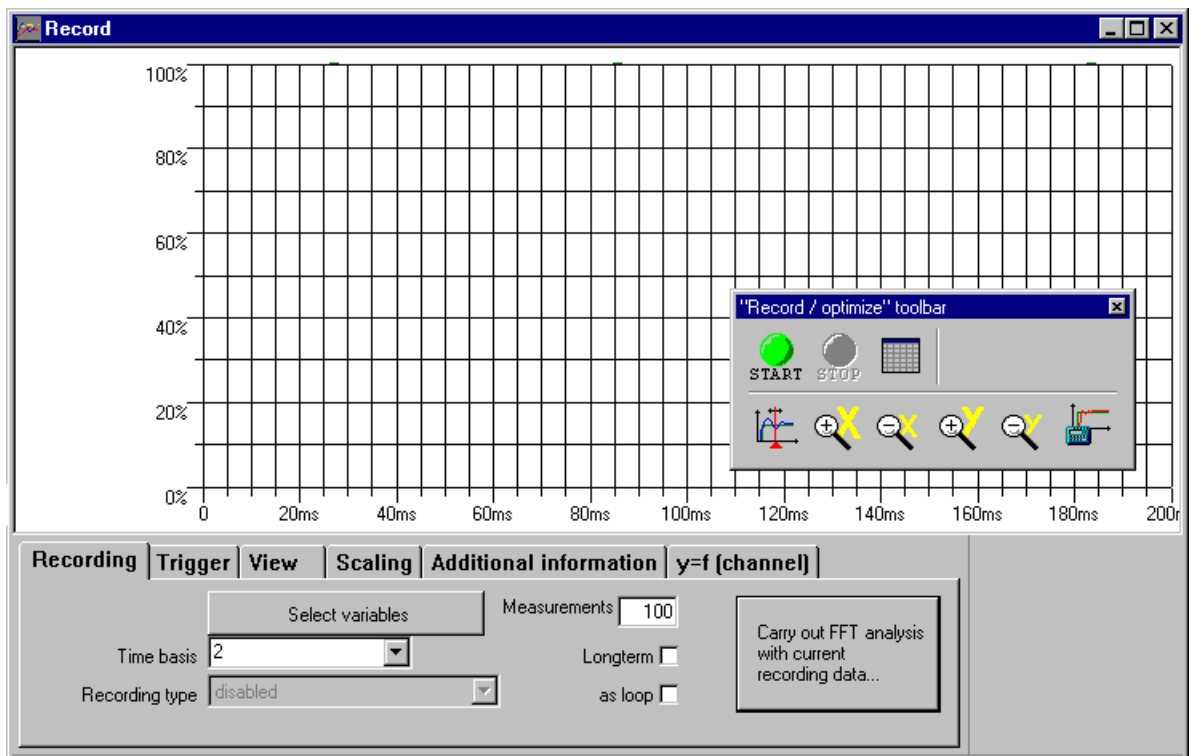 Record
100%
80%
60%
40%
20%
0%
0 20ms 40ms 60ms 80ms 100ms 120ms 140ms 160ms 180ms
"Record / optimize" toolbar
START STOP
X X Y Y
Recording Trigger View Scaling Additional information y=f (channel)
Select variables
Measurements 100
Time basis 2
Longterm
Recording type disabled
as loop
Carry out FFT analysis
with current
recording data...